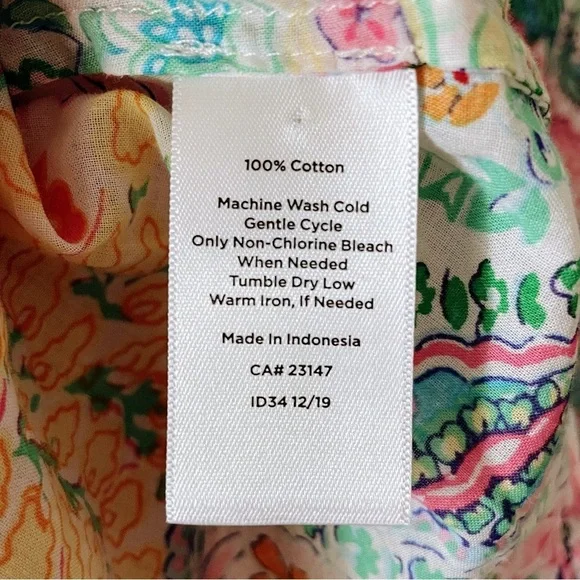 100% Cotton
Machine Wash Cold
Gentle Cycle
Only Non-Chlorine Bleach
When Needed
Tumble Dry Low
Warm Iron, If Needed
Made In Indonesia
CA# 23147
ID34 12/19